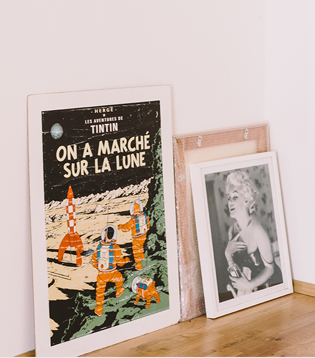 HERGÉ
LES AVENTURES DE
TINTIN
ON A MARCHÉ
SUR LA LUNE